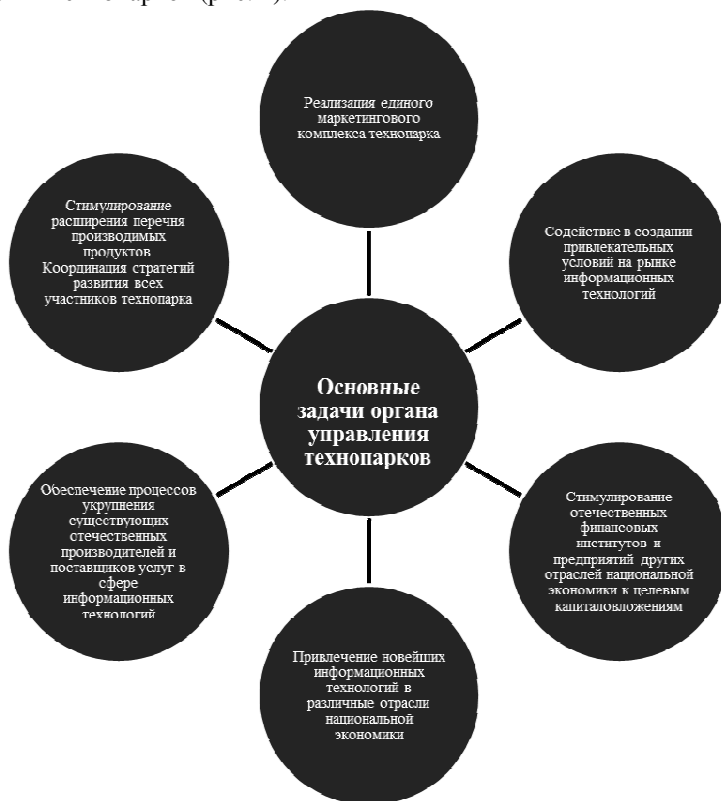 Реализация единого
маркетингового
комплекса технопарка
Содействие в создании
привлекательных
условий на рынке
информационных
технологий
Стимулирование
отечественных
финансовых
институтов и
предприятий других
отраслей национальной
экономики к целевым
капиталовложениям
Привлечение новейших
информационных
технологий в
различные отрасли
национальной
экономики
Обеспечение процессов
укрупнения
существующих
отечественных
производителей и
поставщиков услуг в
сфере
информационных
технологий
Стимулирование
расширения перечня
производимых
продуктов
Координация стратегий
развития всех
участников технопарка
Основные
задачи органа
управления
технопарков